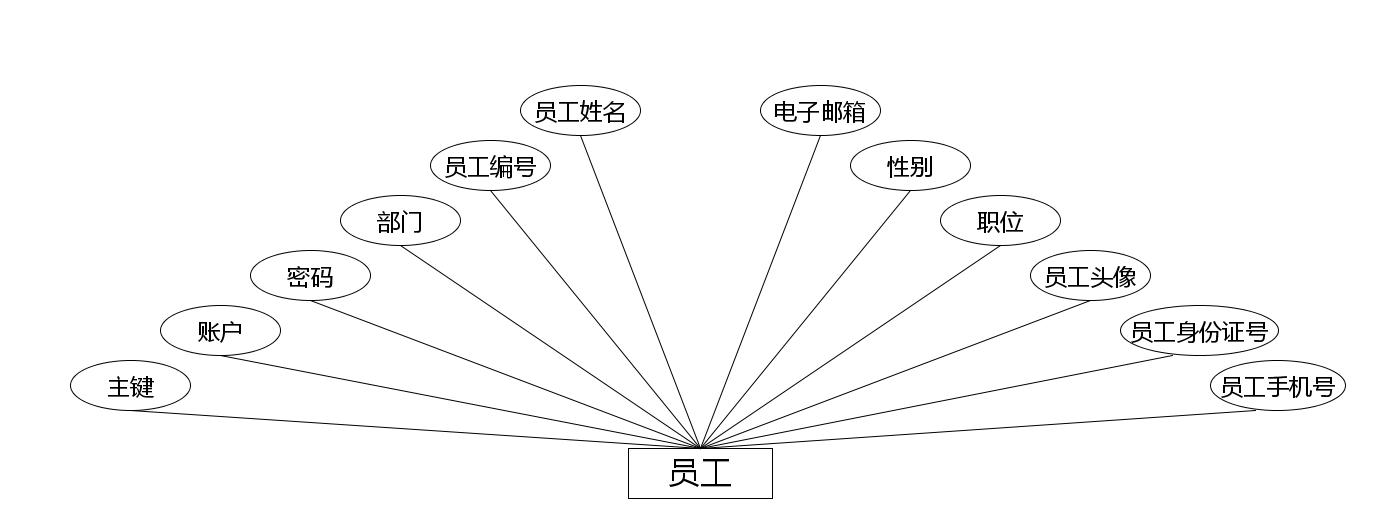 员工姓名
电子邮箱
员工编号
性别
部门
职位
密码
员工头像
账户
员工身份证号
主键
员工手机号
员工